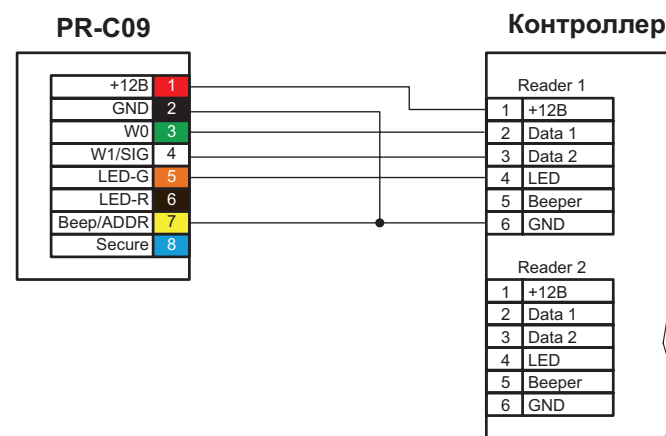 PR-C09
+12В 1
GND 2
W0 3
W1/SIG 4
LED-G 5
LED-R 6
Beep/ADDR 7
Secure 8
Контроллер
Reader 1
1 +12В
2 Data 1
3 Data 2
4 LED
5 Beeper
6 GND
Reader 2
1 +12В
2 Data 1
3 Data 2
4 LED
5 Beeper
6 GND